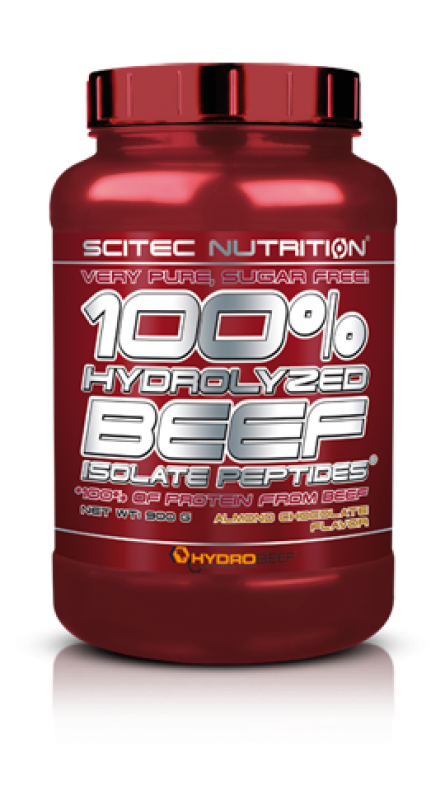 SCITEC NUTRITION®
VERY PURE, SUGAR FREE!
100%
HYDROLYZED
BEEF
ISOLATE PEPTIDES*
*100% OF PROTEIN FROM BEEF
NET WT: 900 G
ALMOND CHOCOLATE
FLAVOR
HYDROBEEF